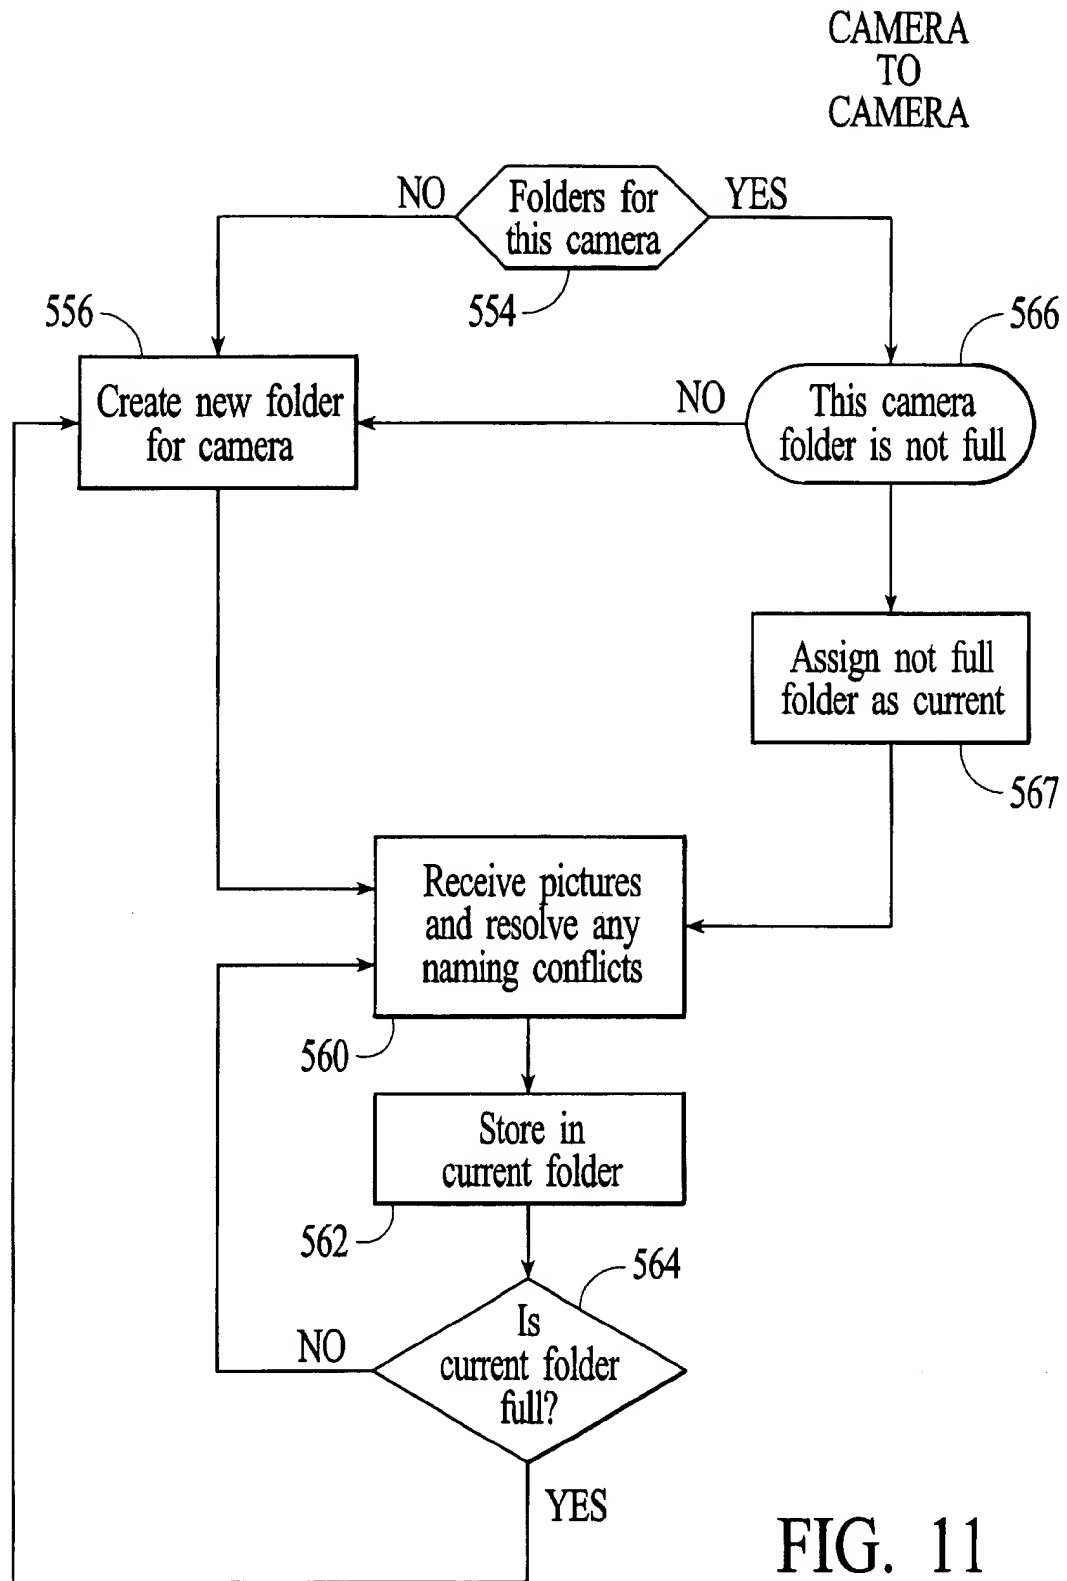 CAMERA
TO
CAMERA
NO
Folders for
this camera
YES
554
556
566
Create new folder
for camera
NO
This camera
folder is not full
Assign not full
folder as current
567
Receive pictures
and resolve any
naming conflicts
560
Store in
current folder
562
564
Is
current folder
full?
NO
YES
FIG. 11